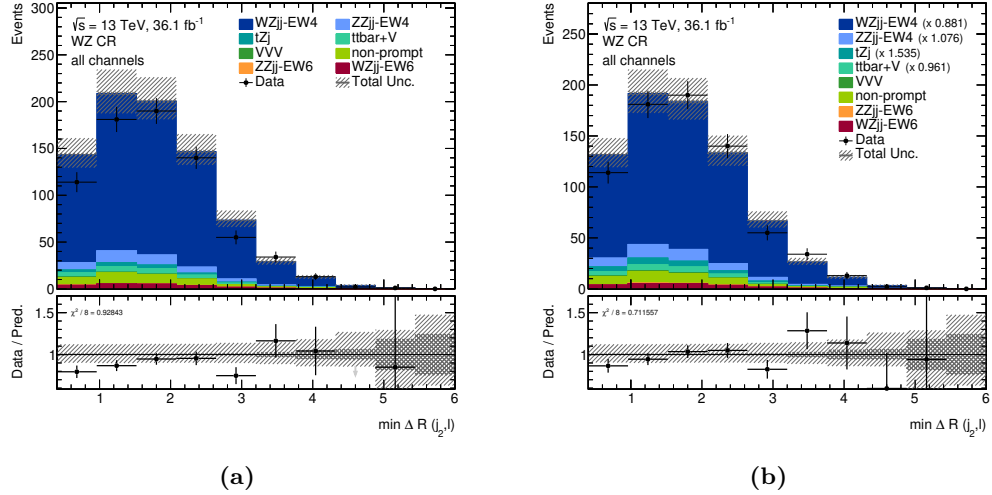 Events
300
250
200
150
100
50
0
√s = 13 TeV, 36.1 fb⁻¹
WZ CR
all channels
WZjj-EW4
tZj
VVV
ZZjj-EW6
Data
ZZjj-EW4
ttbar+V
non-prompt
WZjj-EW6
Total Unc.
Data / Pred.
1.5
1
χ² / 8 = 0.92843
1 2 3 4 5 6
min Δ R (j₂,l)
(a)
Events
250
200
150
100
50
0
√s = 13 TeV, 36.1 fb⁻¹
WZ CR
all channels
WZjj-EW4 (x 0.881)
ZZjj-EW4 (x 1.076)
tZj (x 1.535)
ttbar+V (x 0.961)
VVV
non-prompt
ZZjj-EW6
WZjj-EW6
Data
Total Unc.
Data / Pred.
1.5
1
χ² / 8 = 0.711557
1 2 3 4 5 6
min Δ R (j₂,l)
(b)